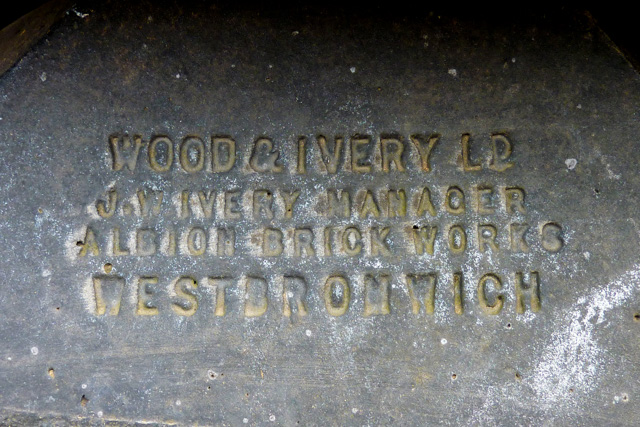 WOOD & IVERY LD
J. W IVERY MANAGER
ALBION BRICK WORKS
WESTBROMWICH